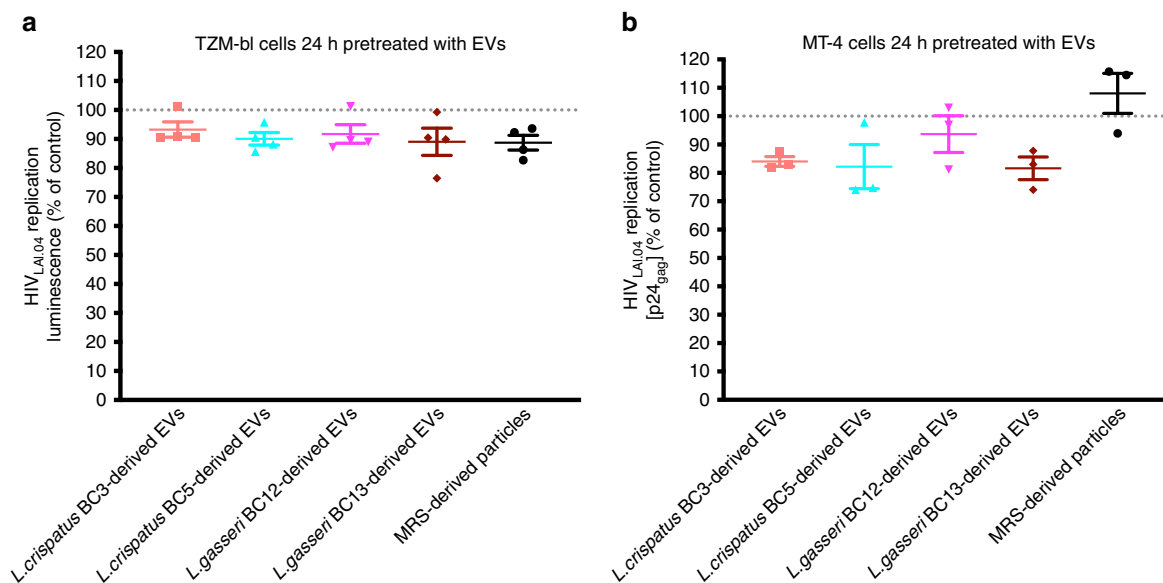 a
TZM-bl cells 24 h pretreated with EVs
HIV_LAI.04 replication
luminescence (% of control)
120
110
100
90
80
70
60
50
40
30
20
10
0
L.crispatus BC3-derived EVs
L.crispatus BC5-derived EVs
L.gasseri BC12-derived EVs
L.gasseri BC13-derived EVs
MRS-derived particles
b
MT-4 cells 24 h pretreated with EVs
HIV_LAI.04 replication
[p24_gag] (% of control)
120
110
100
90
80
70
60
50
40
30
20
10
0
L.crispatus BC3-derived EVs
L.crispatus BC5-derived EVs
L.gasseri BC12-derived EVs
L.gasseri BC13-derived EVs
MRS-derived particles